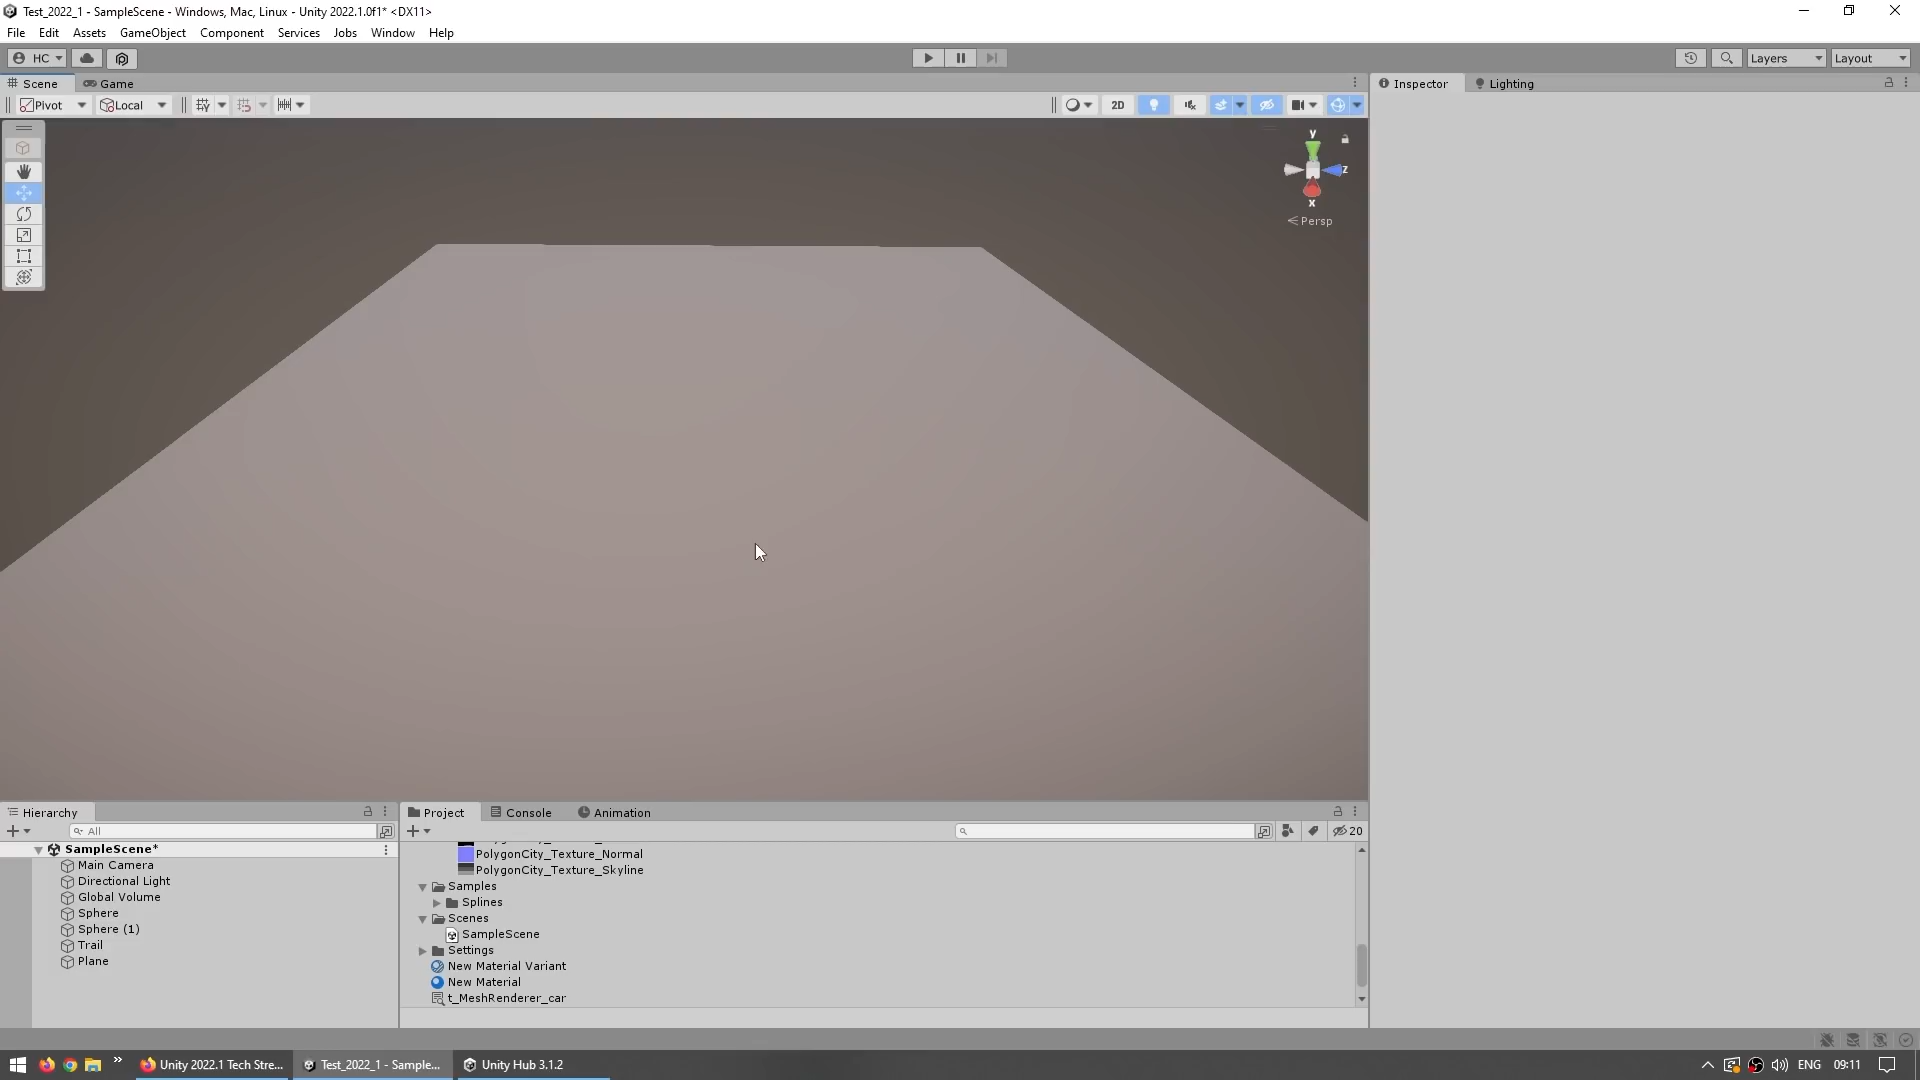 Test_2022_1 - SampleScene - Windows, Mac, Linux - Unity 2022.1.0f1* <DX11>
File Edit Assets GameObject Component Services Jobs Window Help
HC Layers Layout
Scene Game Inspector Lighting
Pivot Local 2D
y
z
x
Persp
Hierarchy Project Console Animation
All 20
SampleScene*
Main Camera
Directional Light
Global Volume
Sphere
Sphere (1)
Trail
Plane
PolygonCity_Texture_Normal
PolygonCity_Texture_Skyline
Samples
Splines
Scenes
SampleScene
Settings
New Material Variant
New Material
t_MeshRenderer_car
Unity 2022.1 Tech Stre... Test_2022_1 - Sample... Unity Hub 3.1.2 ENG 09:11